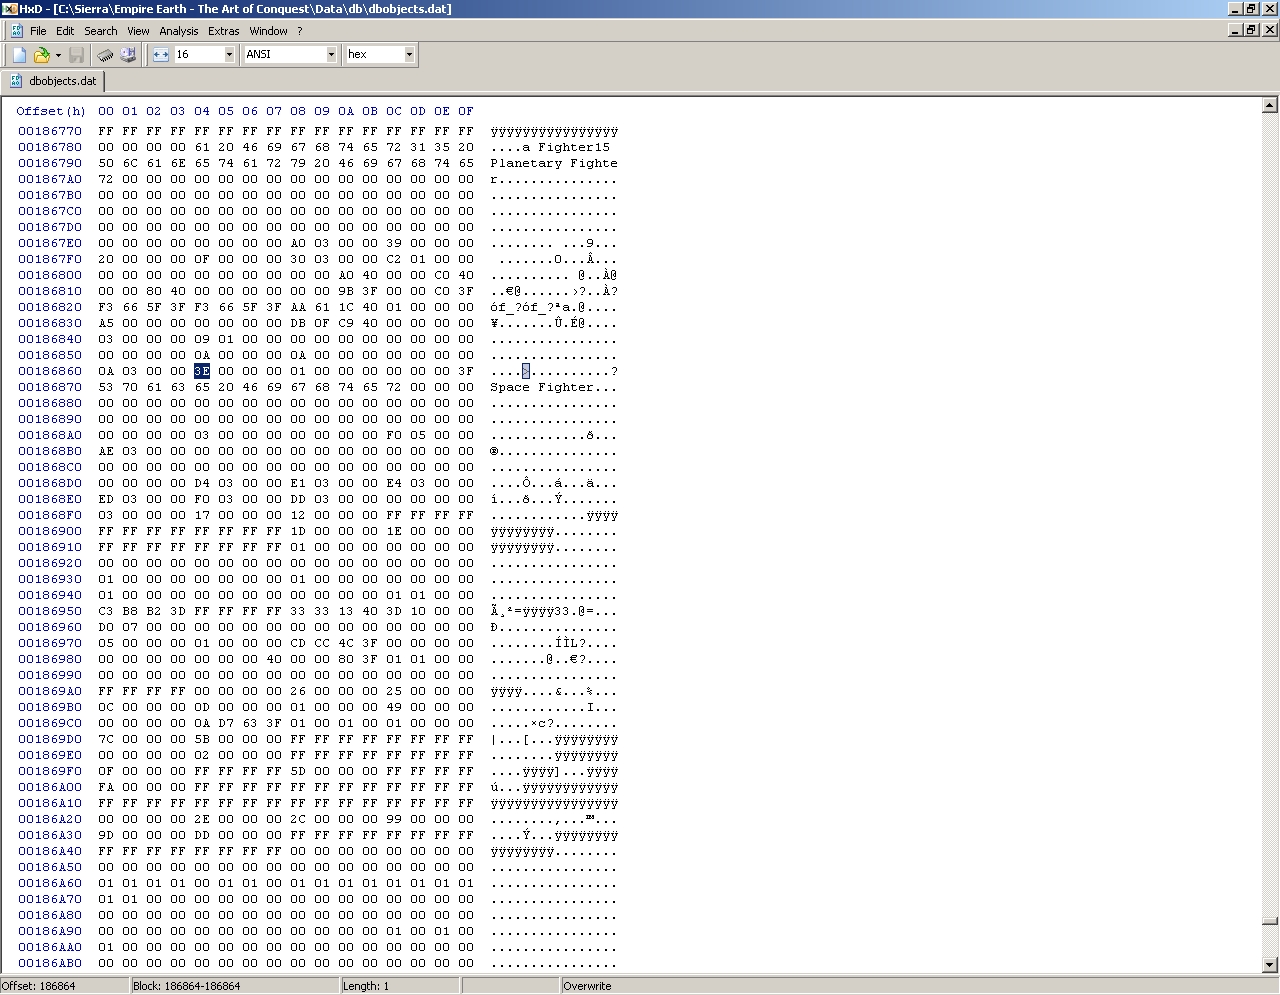 HxD - [C:\Sierra\Empire Earth - The Art of Conquest\Data\db\dbobjects.dat]
File Edit Search View Analysis Extras Window ?
16 ANSI hex
dbobjects.dat
Offset(h) 00 01 02 03 04 05 06 07 08 09 0A 0B 0C 0D 0E 0F
00186770 FF FF FF FF FF FF FF FF FF FF FF FF FF FF FF FF ÿÿÿÿÿÿÿÿÿÿÿÿÿÿÿÿ
00186780 00 00 00 00 61 20 46 69 67 68 74 65 72 31 35 20 ....a Fighter15
00186790 50 6C 61 6E 65 74 61 72 79 20 46 69 67 68 74 65 Planetary Fighte
001867A0 72 00 00 00 00 00 00 00 00 00 00 00 00 00 00 00 r...............
001867B0 00 00 00 00 00 00 00 00 00 00 00 00 00 00 00 00 ................
001867C0 00 00 00 00 00 00 00 00 00 00 00 00 00 00 00 00 ................
001867D0 00 00 00 00 00 00 00 00 00 00 00 00 00 00 00 00 ................
001867E0 00 00 00 00 00 00 00 00 A0 03 00 00 39 00 00 00 ........ ...9...
001867F0 20 00 00 00 0F 00 00 00 30 03 00 00 C2 01 00 00 .......0...Â...
00186800 00 00 00 00 00 00 00 00 00 00 A0 40 00 00 C0 40 .......... @..À@
00186810 00 00 80 40 00 00 00 00 00 00 9B 3F 00 00 C0 3F ..€@......›?..À?
00186820 F3 66 5F 3F F3 66 5F 3F AA 61 1C 40 01 00 00 00 óf_?óf_?ªa.@....
00186830 A5 00 00 00 00 00 00 00 DB 0F C9 40 00 00 00 00 ¥.......Û.É@....
00186840 03 00 00 00 09 01 00 00 00 00 00 00 00 00 00 00 ................
00186850 00 00 00 00 0A 00 00 00 0A 00 00 00 00 00 00 00 ................
00186860 0A 03 00 00 3E 00 00 00 01 00 00 00 00 00 00 3F ....>..........?
00186870 53 70 61 63 65 20 46 69 67 68 74 65 72 00 00 00 Space Fighter...
00186880 00 00 00 00 00 00 00 00 00 00 00 00 00 00 00 00 ................
00186890 00 00 00 00 00 00 00 00 00 00 00 00 00 00 00 00 ................
001868A0 00 00 00 00 03 00 00 00 00 00 00 00 F0 05 00 00 ............ð...
001868B0 AE 03 00 00 00 00 00 00 00 00 00 00 00 00 00 00 ®...............
001868C0 00 00 00 00 00 00 00 00 00 00 00 00 00 00 00 00 ................
001868D0 00 00 00 00 D4 03 00 00 E1 03 00 00 E4 03 00 00 ....Ô...á...ä...
001868E0 ED 03 00 00 F0 03 00 00 DD 03 00 00 00 00 00 00 í...ð...Ý.......
001868F0 03 00 00 00 17 00 00 00 12 00 00 00 FF FF FF FF ............ÿÿÿÿ
00186900 FF FF FF FF FF FF FF FF 1D 00 00 00 1E 00 00 00 ÿÿÿÿÿÿÿÿ........
00186910 FF FF FF FF FF FF FF FF 01 00 00 00 00 00 00 00 ÿÿÿÿÿÿÿÿ........
00186920 00 00 00 00 00 00 00 00 00 00 00 00 00 00 00 00 ................
00186930 01 00 00 00 00 00 00 00 01 00 00 00 00 00 00 00 ................
00186940 01 00 00 00 00 00 00 00 00 00 00 00 01 01 00 00 ................
00186950 C3 B8 B2 3D FF FF FF FF 33 33 13 40 3D 10 00 00 Ã¸²=ÿÿÿÿ33.@=...
00186960 D0 07 00 00 00 00 00 00 00 00 00 00 00 00 00 00 Ð...............
00186970 05 00 00 00 01 00 00 00 CD CC 4C 3F 00 00 00 00 ........ÍÌL?....
00186980 00 00 00 00 00 00 00 40 00 00 80 3F 01 01 00 00 .......@..€?....
00186990 00 00 00 00 00 00 00 00 00 00 00 00 00 00 00 00 ................
001869A0 FF FF FF FF 00 00 00 00 26 00 00 00 25 00 00 00 ÿÿÿÿ....&...%...
001869B0 0C 00 00 00 0D 00 00 00 01 00 00 00 49 00 00 00 ............I...
001869C0 00 00 00 00 0A D7 63 3F 01 00 01 00 01 00 00 00 .....×c?........
001869D0 7C 00 00 00 5B 00 00 00 FF FF FF FF FF FF FF FF |...[...ÿÿÿÿÿÿÿÿ
001869E0 00 00 00 00 02 00 00 00 FF FF FF FF FF FF FF FF ........ÿÿÿÿÿÿÿÿ
001869F0 0F 00 00 00 FF FF FF FF 5D 00 00 00 FF FF FF FF ....ÿÿÿÿ]...ÿÿÿÿ
00186A00 FA 00 00 00 FF FF FF FF FF FF FF FF FF FF FF FF ú...ÿÿÿÿÿÿÿÿÿÿÿÿ
00186A10 FF FF FF FF FF FF FF FF FF FF FF FF FF FF FF FF ÿÿÿÿÿÿÿÿÿÿÿÿÿÿÿÿ
00186A20 00 00 00 00 2E 00 00 00 2C 00 00 00 99 00 00 00 ........,...™...
00186A30 9D 00 00 00 DD 00 00 00 FF FF FF FF FF FF FF FF ....Ý...ÿÿÿÿÿÿÿÿ
00186A40 FF FF FF FF FF FF FF FF 00 00 00 00 00 00 00 00 ÿÿÿÿÿÿÿÿ........
00186A50 00 00 00 00 00 00 00 00 00 00 00 00 00 00 00 00 ................
00186A60 01 01 01 01 00 01 01 00 01 01 01 01 01 01 01 01 ................
00186A70 01 01 00 00 00 00 00 00 00 00 00 00 00 00 00 00 ................
00186A80 00 00 00 00 00 00 00 00 00 00 00 00 00 00 00 00 ................
00186A90 00 00 00 00 00 00 00 00 00 00 00 00 01 00 01 00 ................
00186AA0 01 00 00 00 00 00 00 00 00 00 00 00 00 00 00 00 ................
00186AB0 00 00 00 00 00 00 00 00 00 00 00 00 00 00 00 00 ................
Offset: 186864 Block: 186864-186864 Length: 1 Overwrite